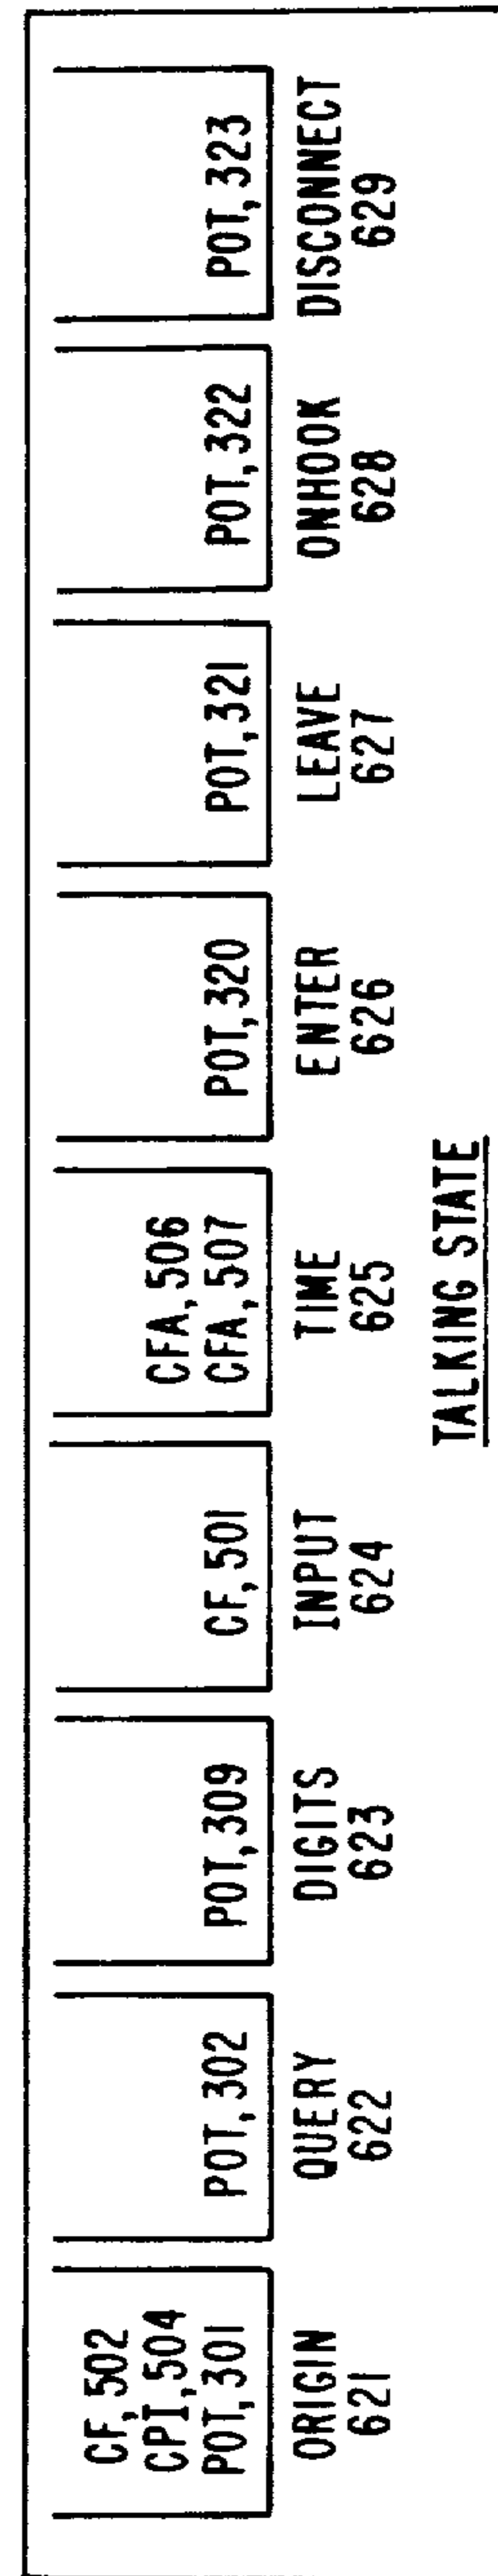 CF, 502
CPI, 504
POT, 301
ORIGIN
621
POT, 302
QUERY
622
POT, 309
DIGITS
623
CF, 501
INPUT
624
CFA, 506
CFA, 507
TIME
625
POT, 320
ENTER
626
POT, 321
LEAVE
627
POT, 322
ONHOOK
628
POT, 323
DISCONNECT
629
TALKING STATE